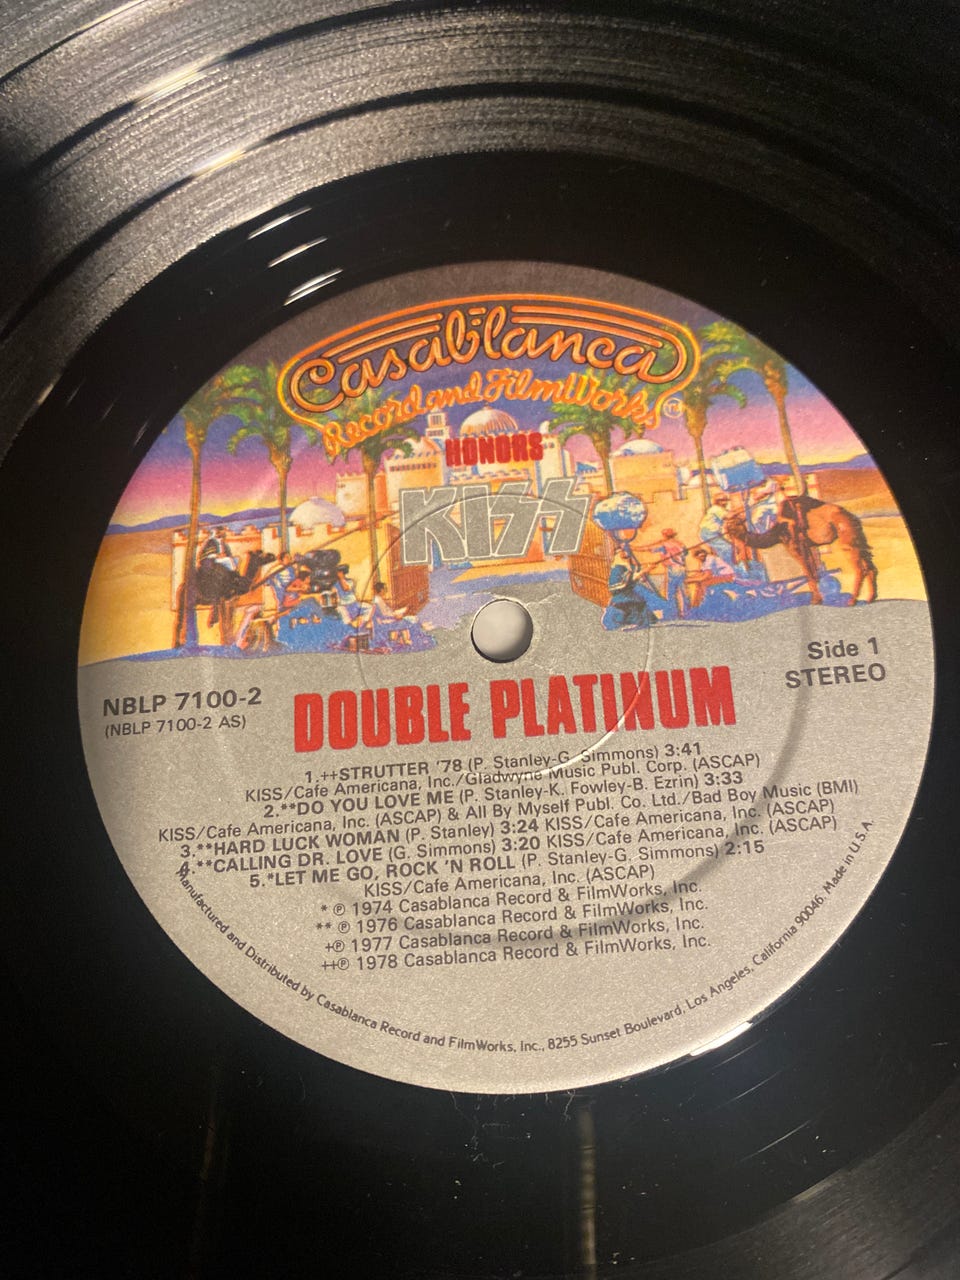 Casablanca
Record and FilmWorks TM
HONORS
KISS
Side 1
STEREO
NBLP 7100-2
(NBLP 7100-2 AS)
DOUBLE PLATINUM
1.++STRUTTER '78 (P. Stanley-G. Simmons) 3:41
KISS/Cafe Americana, Inc./Gladwyne Music Publ. Corp. (ASCAP)
2.**DO YOU LOVE ME (P. Stanley-K. Fowley-B. Ezrin) 3:33
KISS/Cafe Americana, Inc. (ASCAP) & All By Myself Publ. Co. Ltd./Bad Boy Music (BMI)
3.**HARD LUCK WOMAN (P. Stanley) 3:24 KISS/Cafe Americana, Inc. (ASCAP)
4.**CALLING DR. LOVE (G. Simmons) 3:20 KISS/Cafe Americana, Inc. (ASCAP)
5.*LET ME GO, ROCK 'N ROLL (P. Stanley-G. Simmons) 2:15
KISS/Cafe Americana, Inc. (ASCAP)
* ℗ 1974 Casablanca Record & FilmWorks, Inc.
** ℗ 1976 Casablanca Record & FilmWorks, Inc.
+℗ 1977 Casablanca Record & FilmWorks, Inc.
++℗ 1978 Casablanca Record & FilmWorks, Inc.
Manufactured and Distributed by Casablanca Record and FilmWorks, Inc., 8255 Sunset Boulevard, Los Angeles, California 90046. Made in U.S.A.